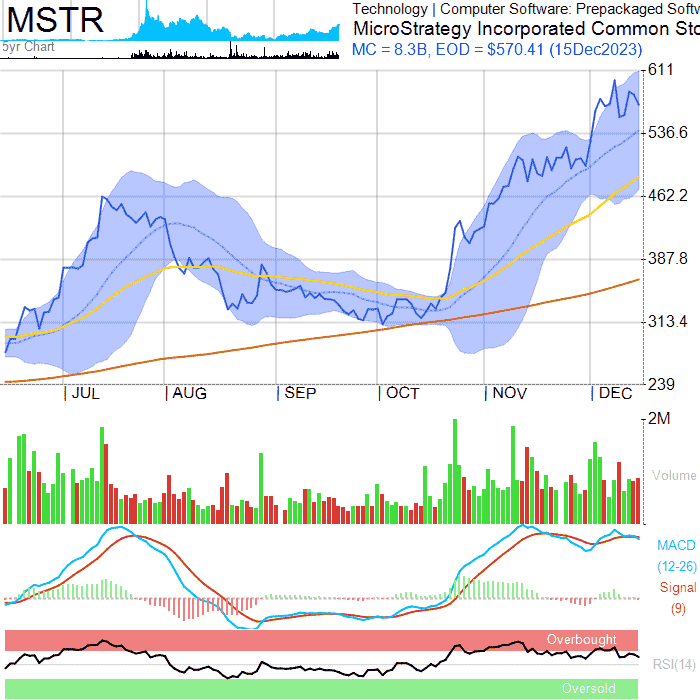 MSTR
5yr Chart
Technology | Computer Software: Prepackaged Softw
MicroStrategy Incorporated Common Sto
MC = 8.3B, EOD = $570.41 (15Dec2023)
611
536.6
462.2
387.8
313.4
239
JUL AUG SEP OCT NOV DEC
2M
Volume
MACD
(12-26)
Signal
(9)
Overbought
RSI(14)
Oversold